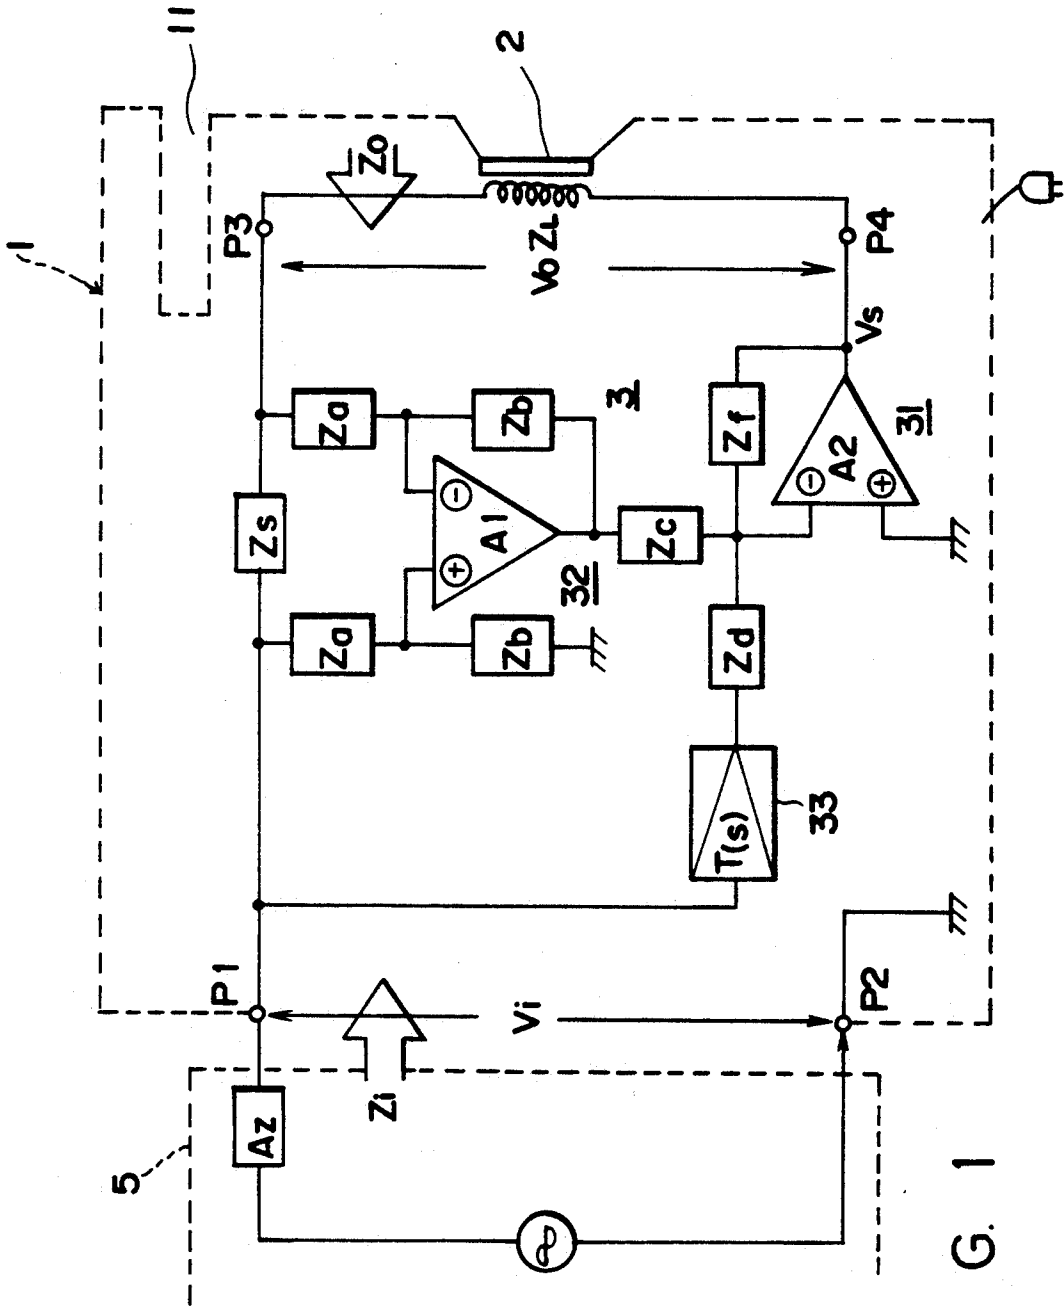 1
11
P3
Zo
2
Za
Zs
Zb
3
Vo ZL
P4
Vs
−
A1
+
32
Zc
Zf
31
−
A2
+
Za
Zb
Zd
T(s)
33
P1
Vi
P2
Zi
5
Az
G. 1